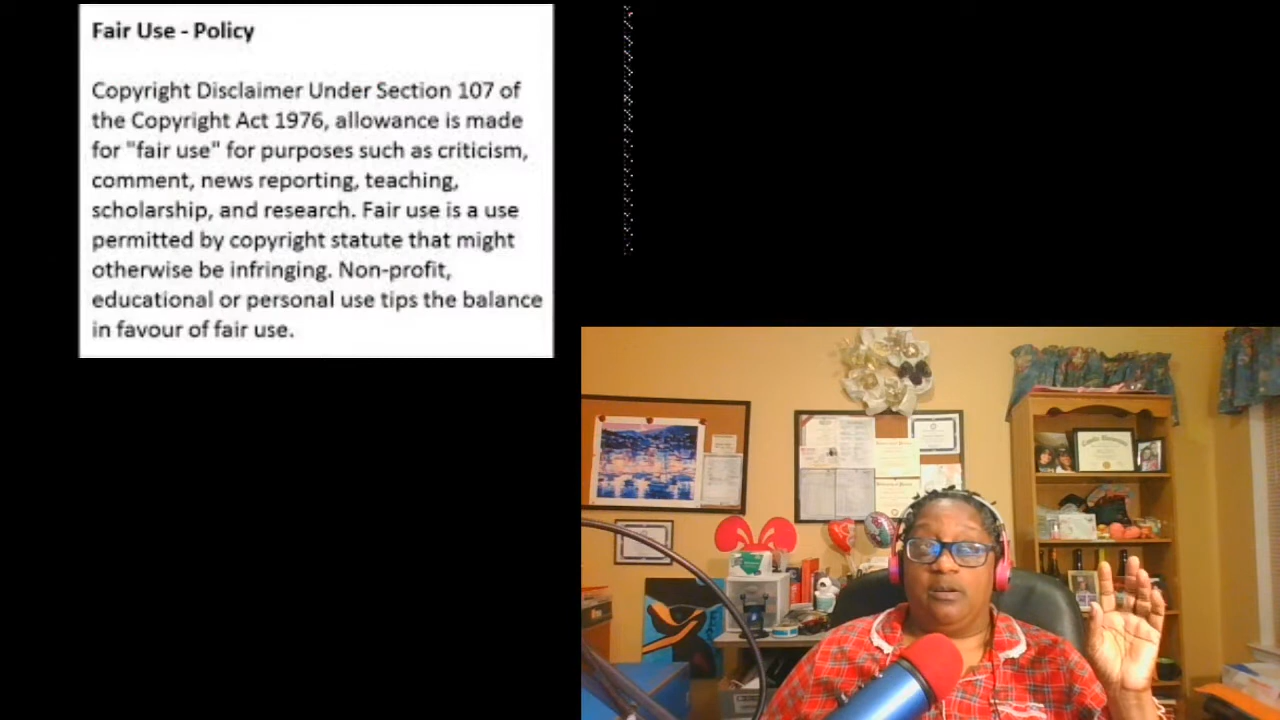 Fair Use - Policy
Copyright Disclaimer Under Section 107 of
the Copyright Act 1976, allowance is made
for "fair use" for purposes such as criticism,
comment, news reporting, teaching,
scholarship, and research. Fair use is a use
permitted by copyright statute that might
otherwise be infringing. Non-profit,
educational or personal use tips the balance
in favour of fair use.